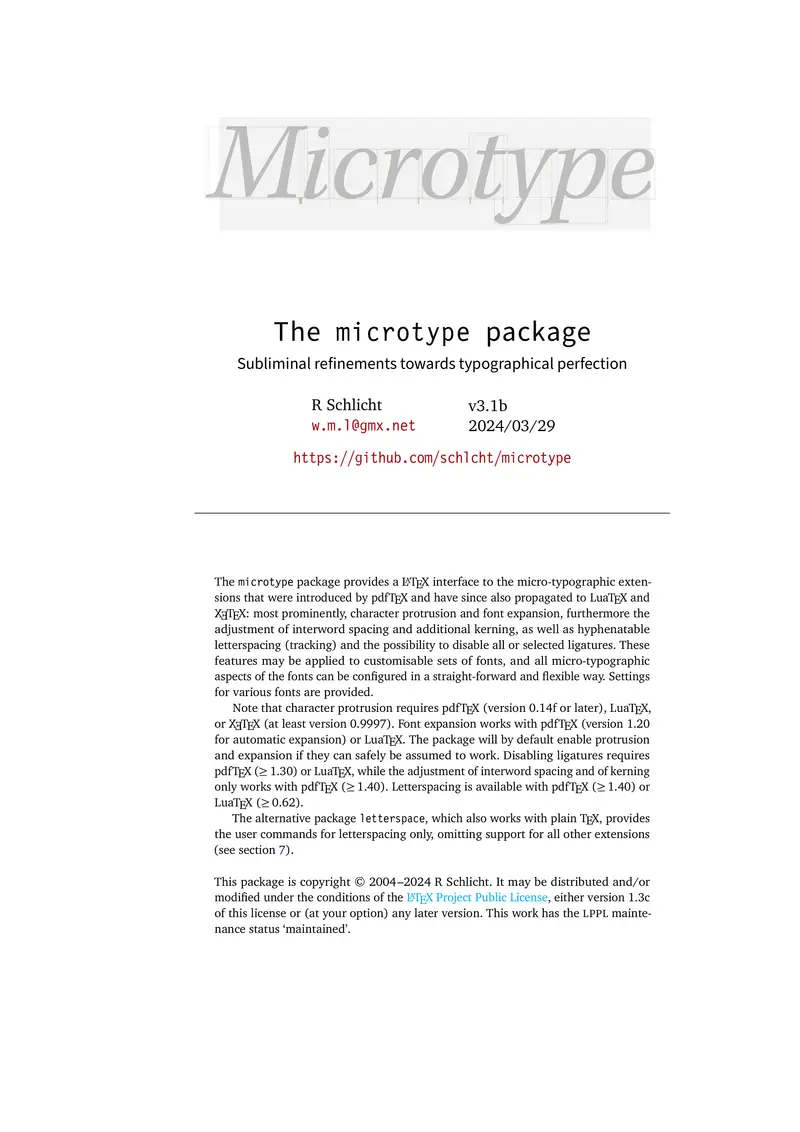 Microtype
The microtype package
Subliminal refinements towards typographical perfection
R Schlicht v3.1b
w.m.l@gmx.net 2024/03/29
https://github.com/schlcht/microtype
The microtype package provides a LATEX interface to the micro-typographic exten-
sions that were introduced by pdfTEX and have since also propagated to LuaTEX and
XƎTEX: most prominently, character protrusion and font expansion, furthermore the
adjustment of interword spacing and additional kerning, as well as hyphenatable
letterspacing (tracking) and the possibility to disable all or selected ligatures. These
features may be applied to customisable sets of fonts, and all micro-typographic
aspects of the fonts can be configured in a straight-forward and flexible way. Settings
for various fonts are provided.
Note that character protrusion requires pdfTEX (version 0.14f or later), LuaTEX,
or XƎTEX (at least version 0.9997). Font expansion works with pdfTEX (version 1.20
for automatic expansion) or LuaTEX. The package will by default enable protrusion
and expansion if they can safely be assumed to work. Disabling ligatures requires
pdfTEX (≥ 1.30) or LuaTEX, while the adjustment of interword spacing and of kerning
only works with pdfTEX (≥ 1.40). Letterspacing is available with pdfTEX (≥ 1.40) or
LuaTEX (≥ 0.62).
The alternative package letterspace, which also works with plain TEX, provides
the user commands for letterspacing only, omitting support for all other extensions
(see section 7).
This package is copyright © 2004–2024 R Schlicht. It may be distributed and/or
modified under the conditions of the LATEX Project Public License, either version 1.3c
of this license or (at your option) any later version. This work has the LPPL mainte-
nance status ‘maintained’.